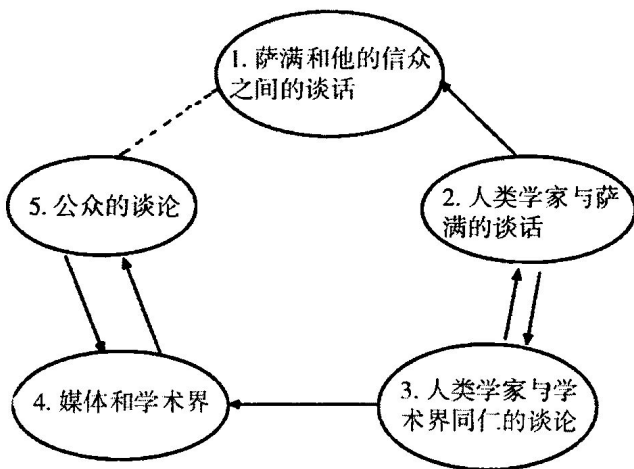 1. 萨满和他的信众
之间的谈话
2. 人类学家与萨
满的谈话
3. 人类学家与学
术界同仁的谈论
4. 媒体和学术界
5. 公众的谈论